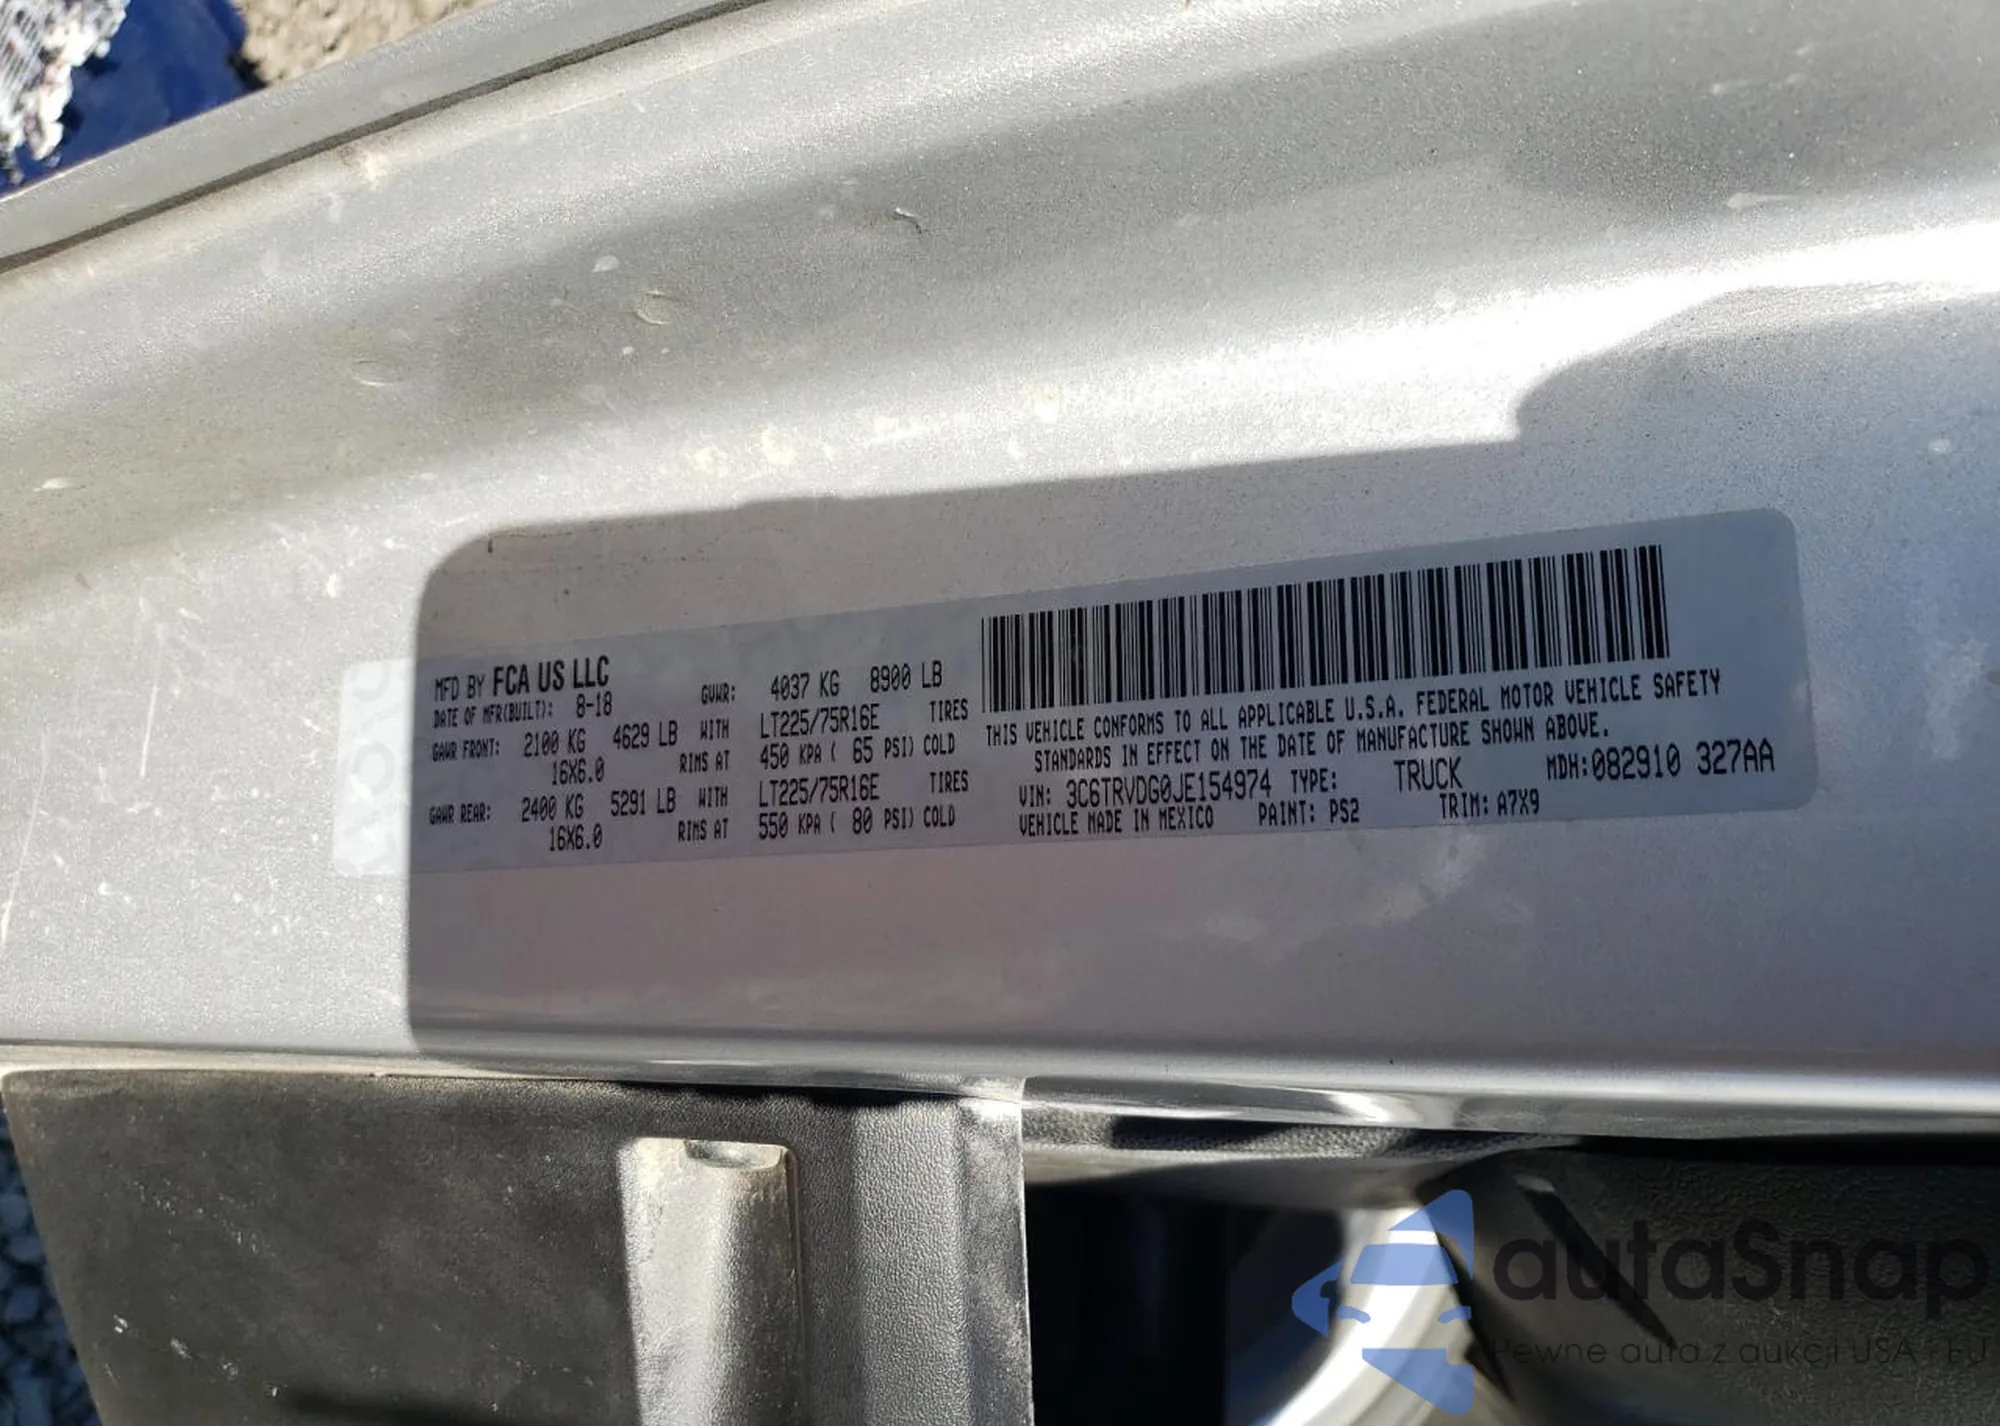 MFD BY FCA US LLC
DATE OF MFR(BUILT): 8-18 GVWR: 4037 KG 8900 LB
GAWR FRONT: 2100 KG 4629 LB WITH LT225/75R16E TIRES
16X6.0 RIMS AT 450 KPA ( 65 PSI) COLD
GAWR REAR: 2400 KG 5291 LB WITH LT225/75R16E TIRES
16X6.0 RIMS AT 550 KPA ( 80 PSI) COLD
THIS VEHICLE CONFORMS TO ALL APPLICABLE U.S.A. FEDERAL MOTOR VEHICLE SAFETY
STANDARDS IN EFFECT ON THE DATE OF MANUFACTURE SHOWN ABOVE.
VIN: 3C6TRVDG0JE154974 TYPE: TRUCK MDH:082910 327AA
VEHICLE MADE IN MEXICO PAINT: PS2 TRIM: A7X9
autaSnap
Pewne auta z aukcji USA i EU